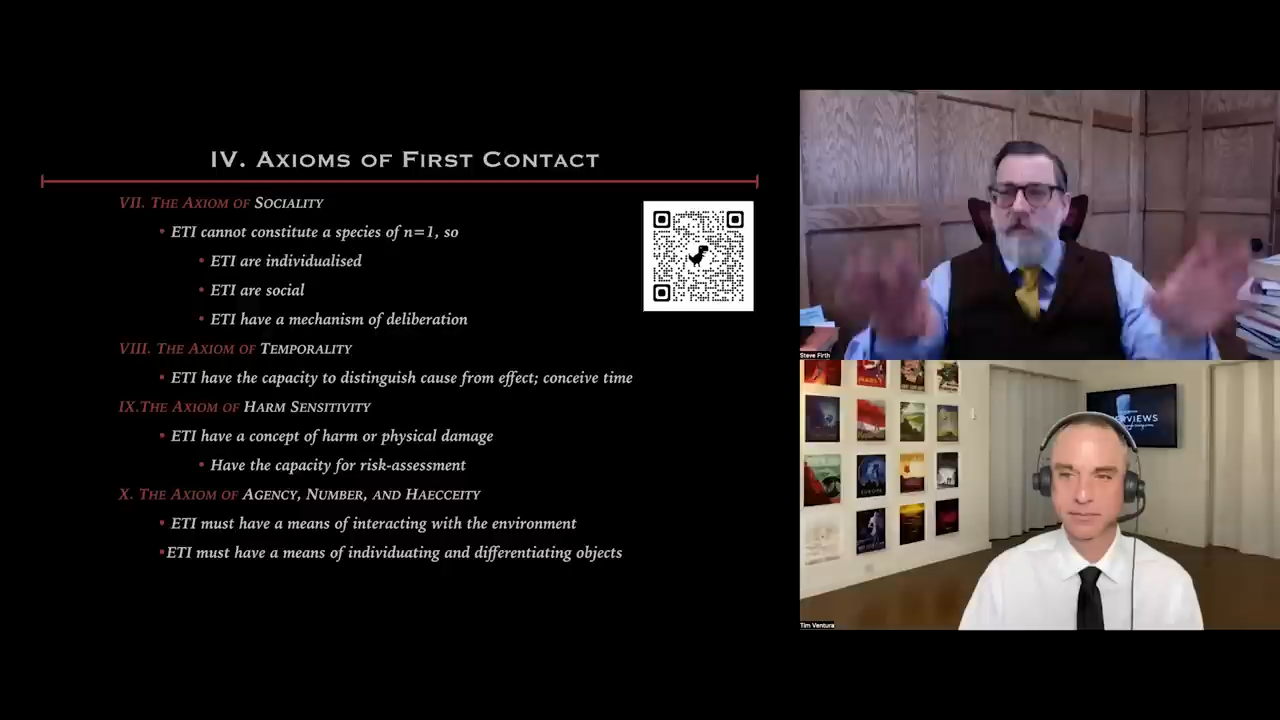 IV. Axioms of First Contact
VII. The Axiom of Sociality
• ETI cannot constitute a species of n=1, so
• ETI are individualised
• ETI are social
• ETI have a mechanism of deliberation
VIII. The Axiom of Temporality
• ETI have the capacity to distinguish cause from effect; conceive time
IX.The Axiom of Harm Sensitivity
• ETI have a concept of harm or physical damage
• Have the capacity for risk-assessment
X. The Axiom of Agency, Number, and Haecceity
• ETI must have a means of interacting with the environment
•ETI must have a means of individuating and differentiating objects
Steve Firth
Tim Ventura